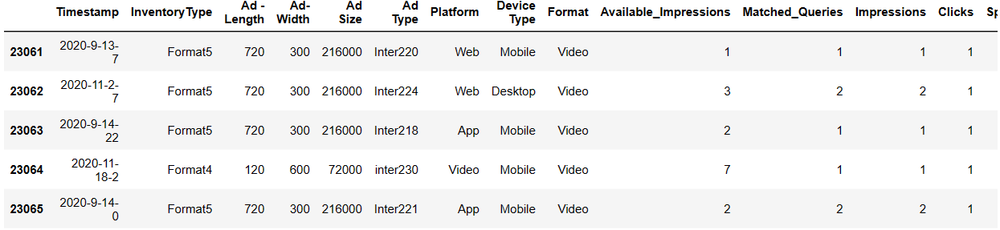 Timestamp InventoryType Ad - Length Ad- Width Ad Size Ad Type Platform Device Type Format Available_Impressions Matched_Queries Impressions Clicks Sp
23061 2020-9-13-7 Format5 720 300 216000 Inter220 Web Mobile Video 1 1 1 1
23062 2020-11-2-7 Format5 720 300 216000 Inter224 Web Desktop Video 3 2 2 1
23063 2020-9-14-22 Format5 720 300 216000 Inter218 App Mobile Video 2 1 1 1
23064 2020-11-18-2 Format4 120 600 72000 inter230 Video Mobile Video 7 1 1 1
23065 2020-9-14-0 Format5 720 300 216000 Inter221 App Mobile Video 2 2 2 1